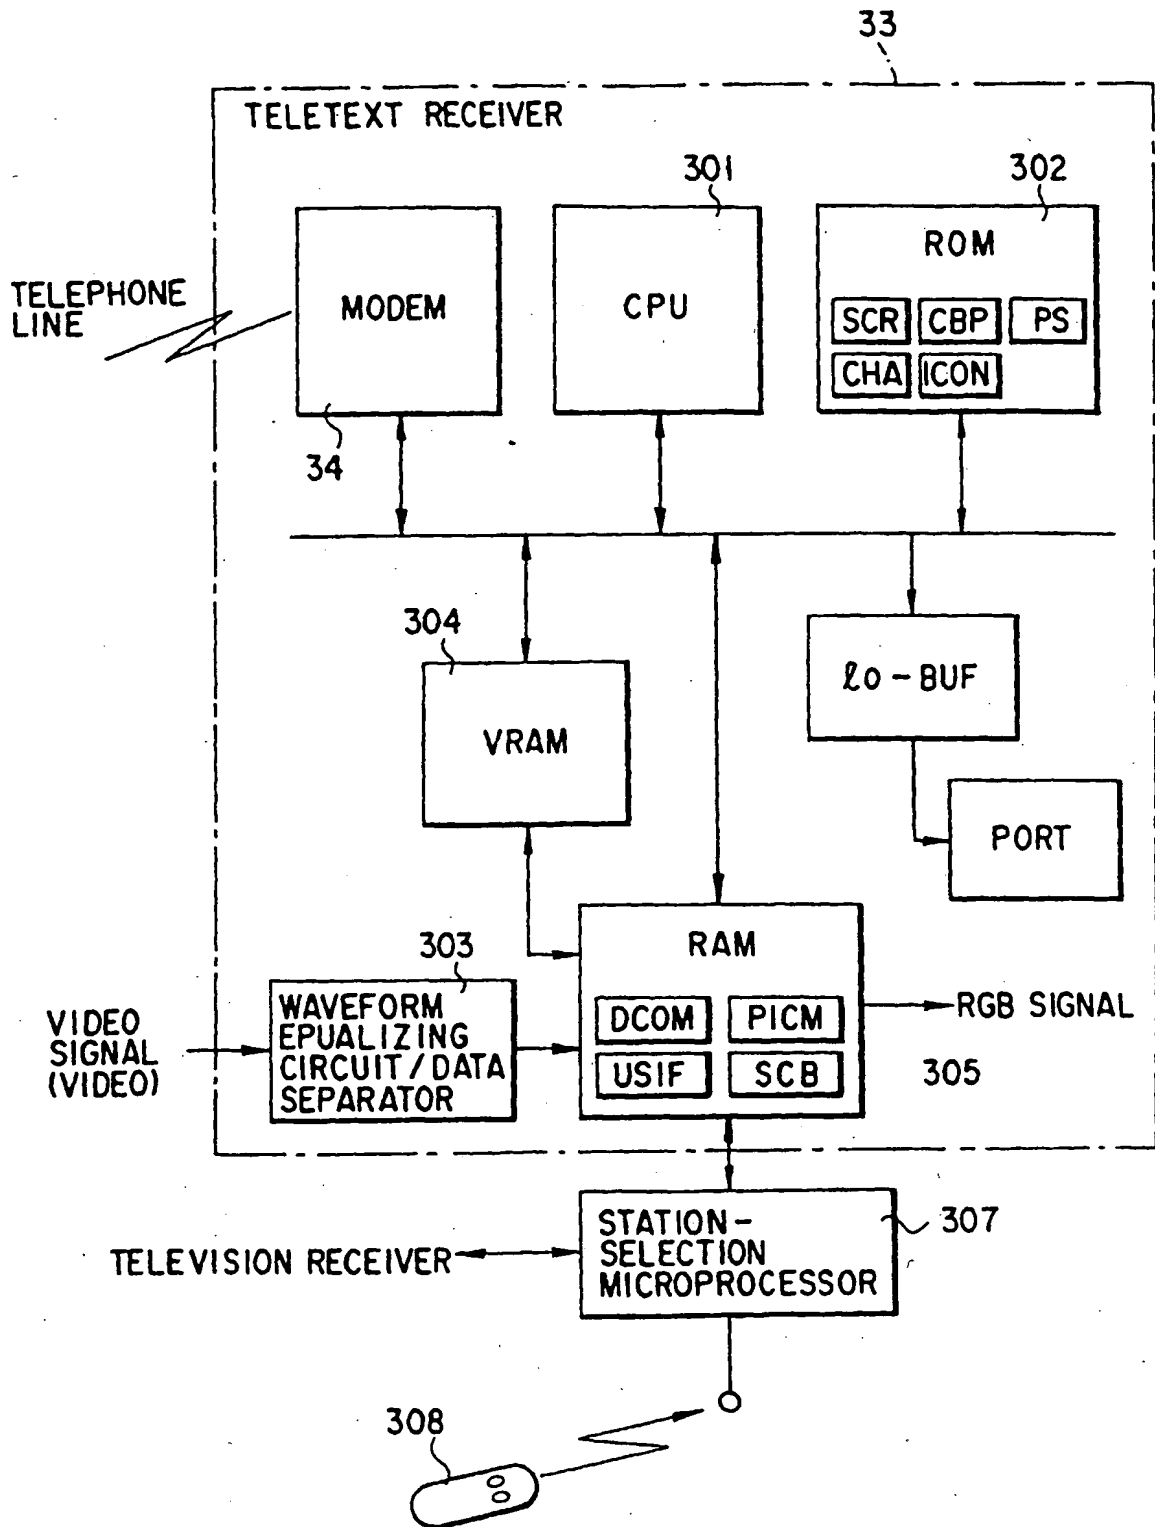 33
TELETEXT RECEIVER
301
302
ROM
TELEPHONE
LINE
MODEM
CPU
SCR CBP PS
CHA ICON
34
304
lo-BUF
VRAM
PORT
RAM
303
VIDEO
SIGNAL
(VIDEO)
WAVEFORM
EPUALIZING
CIRCUIT/DATA
SEPARATOR
DCOM PICM
USIF SCB
RGB SIGNAL
305
STATION-
SELECTION
MICROPROCESSOR
307
TELEVISION RECEIVER
308